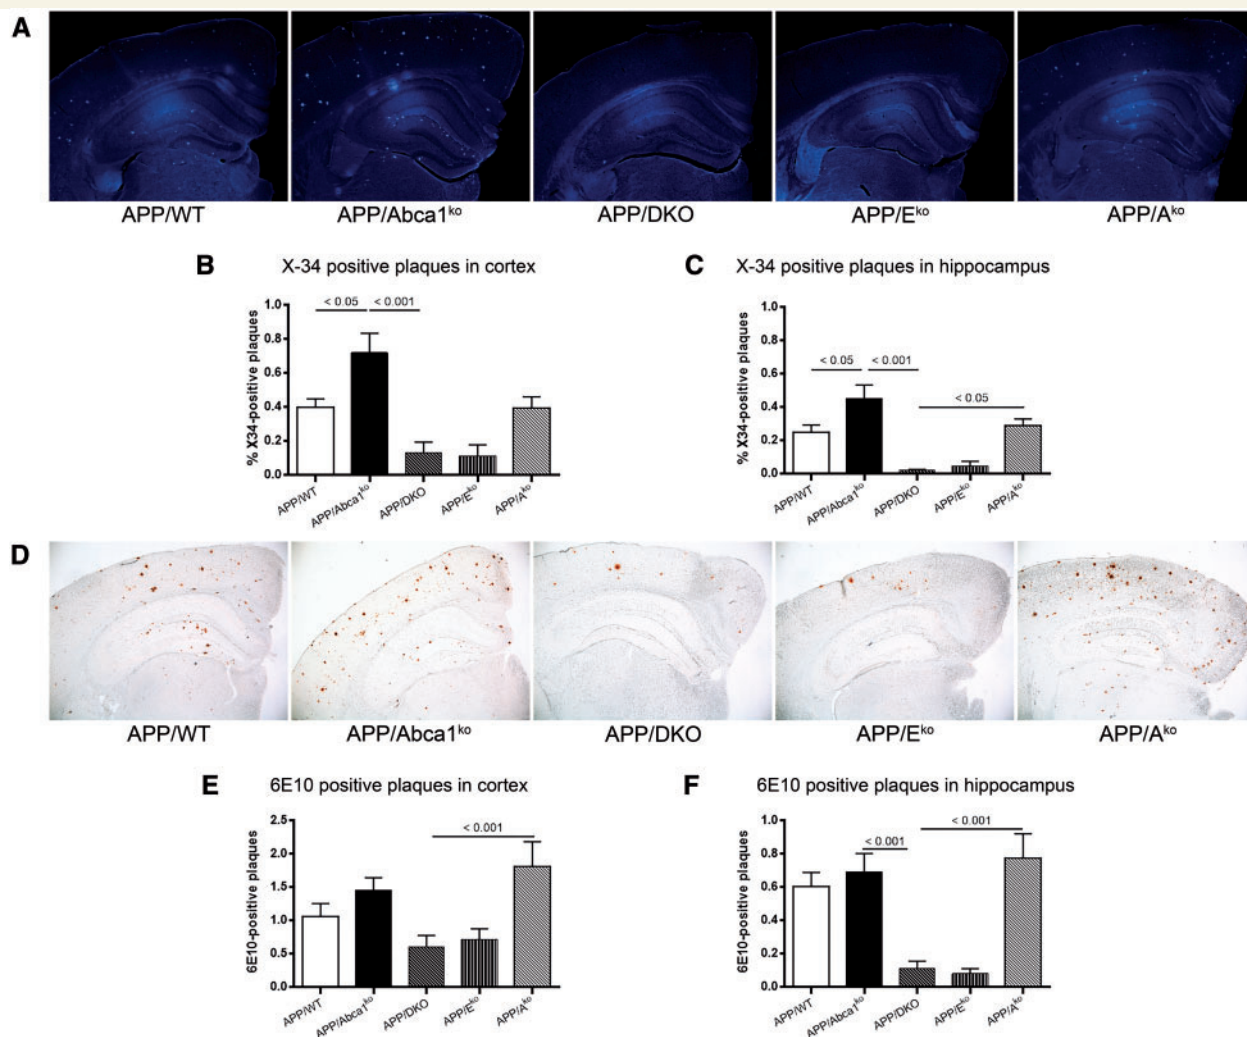 A
APP/WT APP/Abca1ko APP/DKO APP/Eko APP/Ako
B X-34 positive plaques in cortex
% X34-positive plaques
1.0
0.8
0.6
0.4
0.2
0.0
< 0.05 < 0.001
APP/WT APP/Abca1ko APP/DKO APP/Eko APP/Ako
C X-34 positive plaques in hippocampus
% X34-positive plaques
1.0
0.8
0.6
0.4
0.2
0.0
< 0.05 < 0.001
< 0.05
APP/WT APP/Abca1ko APP/DKO APP/Eko APP/Ako
D
APP/WT APP/Abca1ko APP/DKO APP/Eko APP/Ako
E 6E10 positive plaques in cortex
6E10-positive plaques
2.5
2.0
1.5
1.0
0.5
0.0
< 0.001
APP/WT APP/Abca1ko APP/DKO APP/Eko APP/Ako
F 6E10 positive plaques in hippocampus
6E10-positive plaques
1.0
0.8
0.6
0.4
0.2
0.0
< 0.001
< 0.001
APP/WT APP/Abca1ko APP/DKO APP/Eko APP/Ako